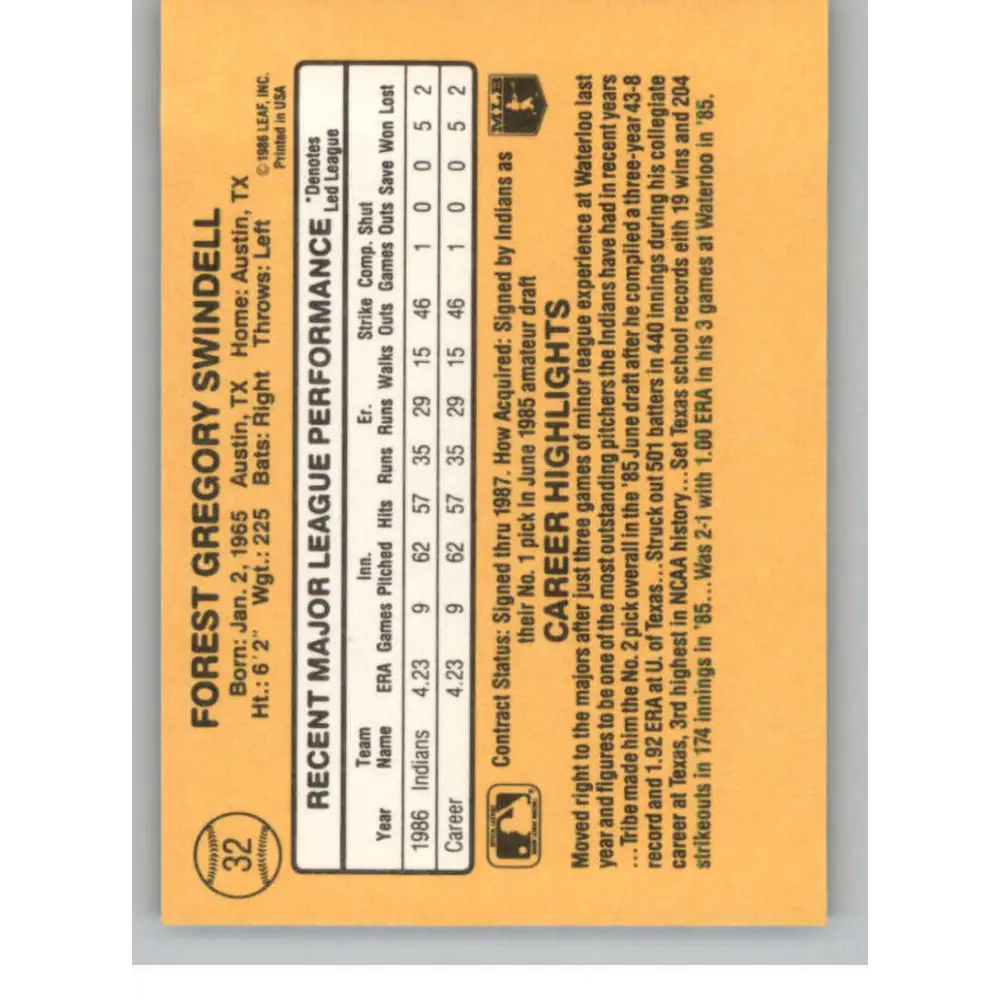 32
FOREST GREGORY SWINDELL
Born: Jan. 2, 1965 Austin, TX Home: Austin, TX
Ht.: 6'2" Wgt.: 225 Bats: Right Throws: Left
© 1986 LEAF, INC.
Printed in USA
RECENT MAJOR LEAGUE PERFORMANCE *Denotes Led League
Year Team Name ERA Games Inn. Pitched Hits Runs Er. Runs Walks Strike Outs Comp. Games Shut Outs Save Won Lost
1986 Indians 4.23 9 62 57 35 29 15 46 1 0 0 5 2
Career 4.23 9 62 57 35 29 15 46 1 0 0 5 2
Contract Status: Signed thru 1987. How Acquired: Signed by Indians as
their No. 1 pick in June 1985 amateur draft
MLB
CAREER HIGHLIGHTS
Moved right to the majors after just three games of minor league experience at Waterloo last
year and figures to be one of the most outstanding pitchers the Indians have had in recent years
...Tribe made him the No. 2 pick overall in the '85 June draft after he compiled a three-year 43-8
record and 1.92 ERA at U. of Texas...Struck out 501 batters in 440 innings during his collegiate
career at Texas, 3rd highest in NCAA history...Set Texas school records eith 19 wins and 204
strikeouts in 174 innings in '85...Was 2-1 with 1.00 ERA in his 3 games at Waterloo in '85.